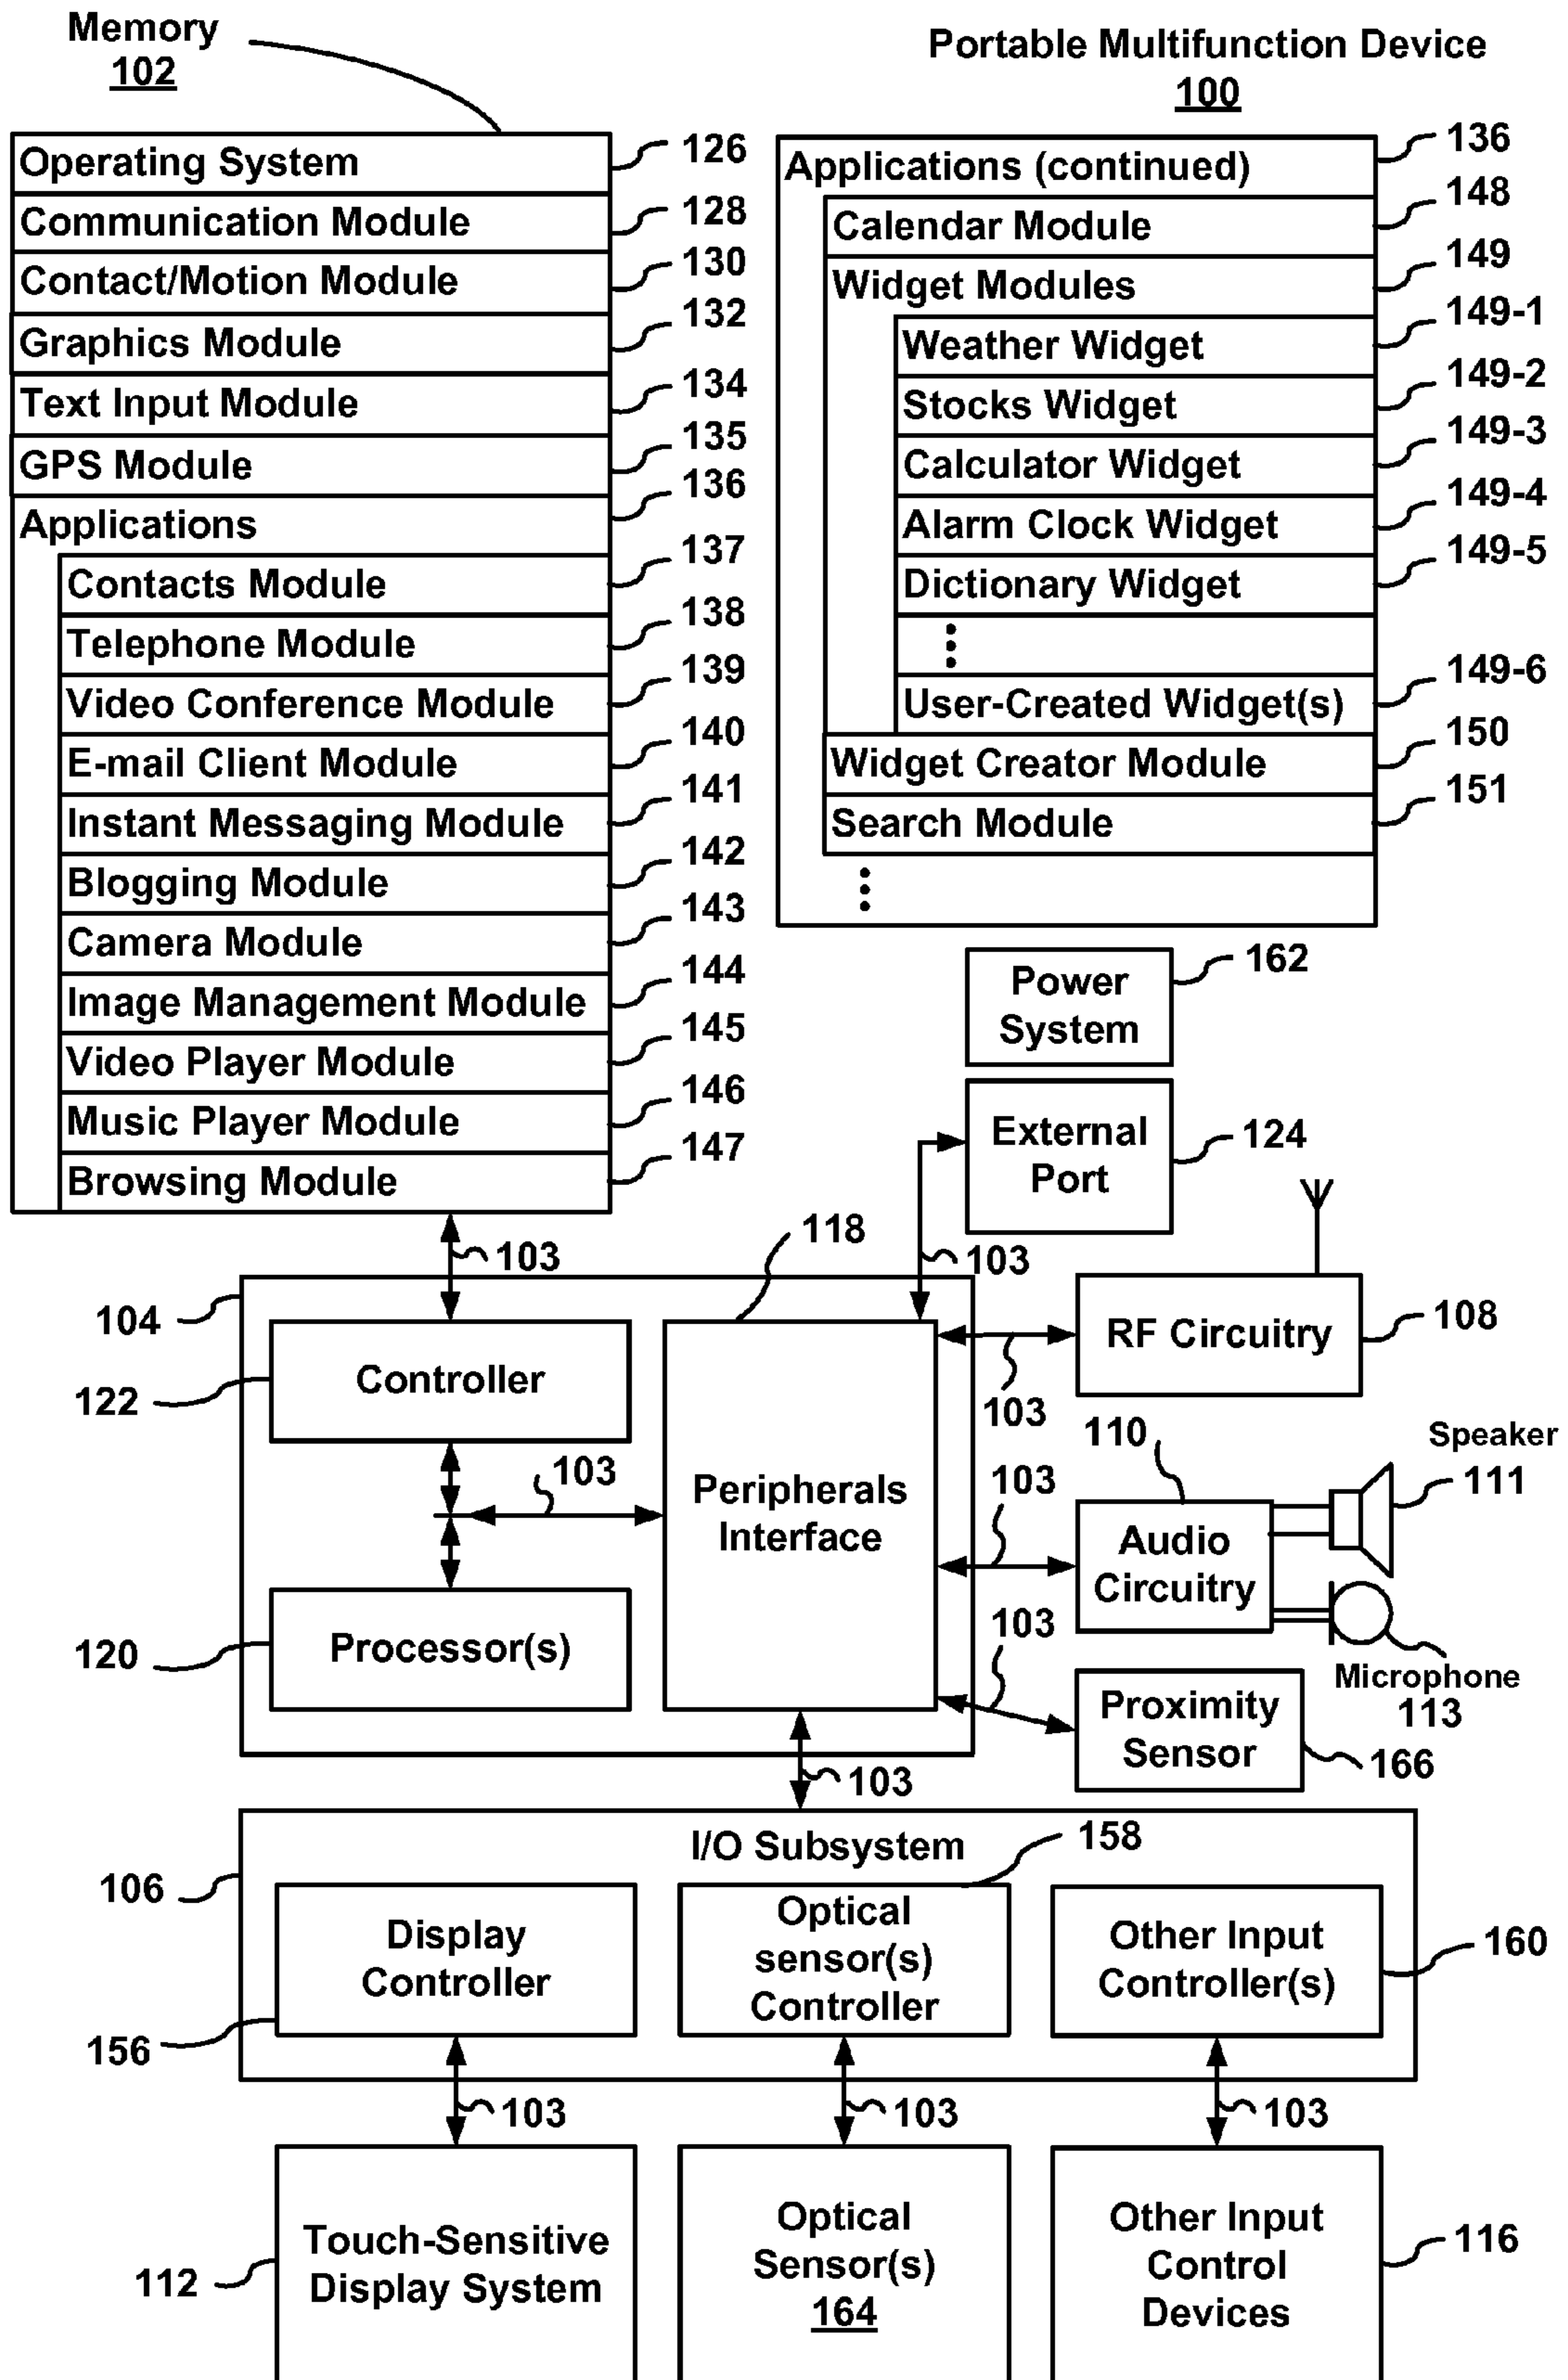 Memory
102
Portable Multifunction Device
100
Operating System 126
Communication Module 128
Contact/Motion Module 130
Graphics Module 132
Text Input Module 134
GPS Module 135
Applications 136
Contacts Module 137
Telephone Module 138
Video Conference Module 139
E-mail Client Module 140
Instant Messaging Module 141
Blogging Module 142
Camera Module 143
Image Management Module 144
Video Player Module 145
Music Player Module 146
Browsing Module 147
Applications (continued) 136
Calendar Module 148
Widget Modules 149
Weather Widget 149-1
Stocks Widget 149-2
Calculator Widget 149-3
Alarm Clock Widget 149-4
Dictionary Widget 149-5
User-Created Widget(s) 149-6
Widget Creator Module 150
Search Module 151
Power
System
162
External
Port
124
103
118
103
104
Controller
122
RF Circuitry
108
103
103
Peripherals
Interface
Processor(s)
120
110
103
Audio
Circuitry
Speaker
111
Microphone
113
103
Proximity
Sensor
166
103
I/O Subsystem
106
158
Display
Controller
156
Optical
sensor(s)
Controller
Other Input
Controller(s)
160
103
103
103
Touch-Sensitive
Display System
112
Optical
Sensor(s)
164
Other Input
Control
Devices
116